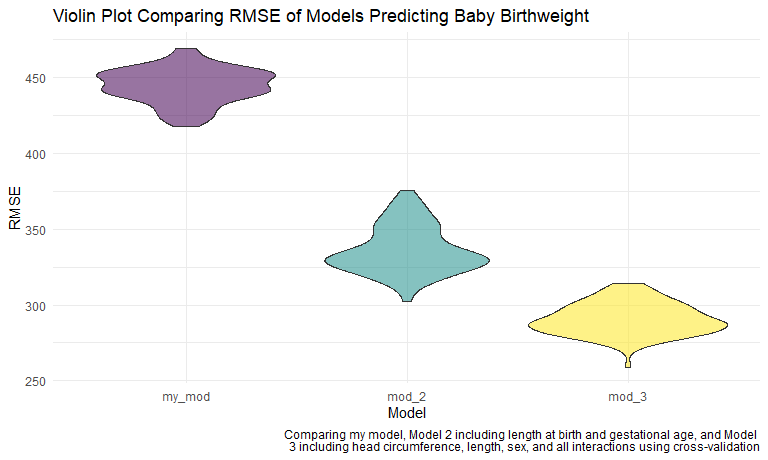 Violin Plot Comparing RMSE of Models Predicting Baby Birthweight
RMSE
450
400
350
300
250
my_mod
mod_2
mod_3
Model
Comparing my model, Model 2 including length at birth and gestational age, and Model
3 including head circumference, length, sex, and all interactions using cross-validation